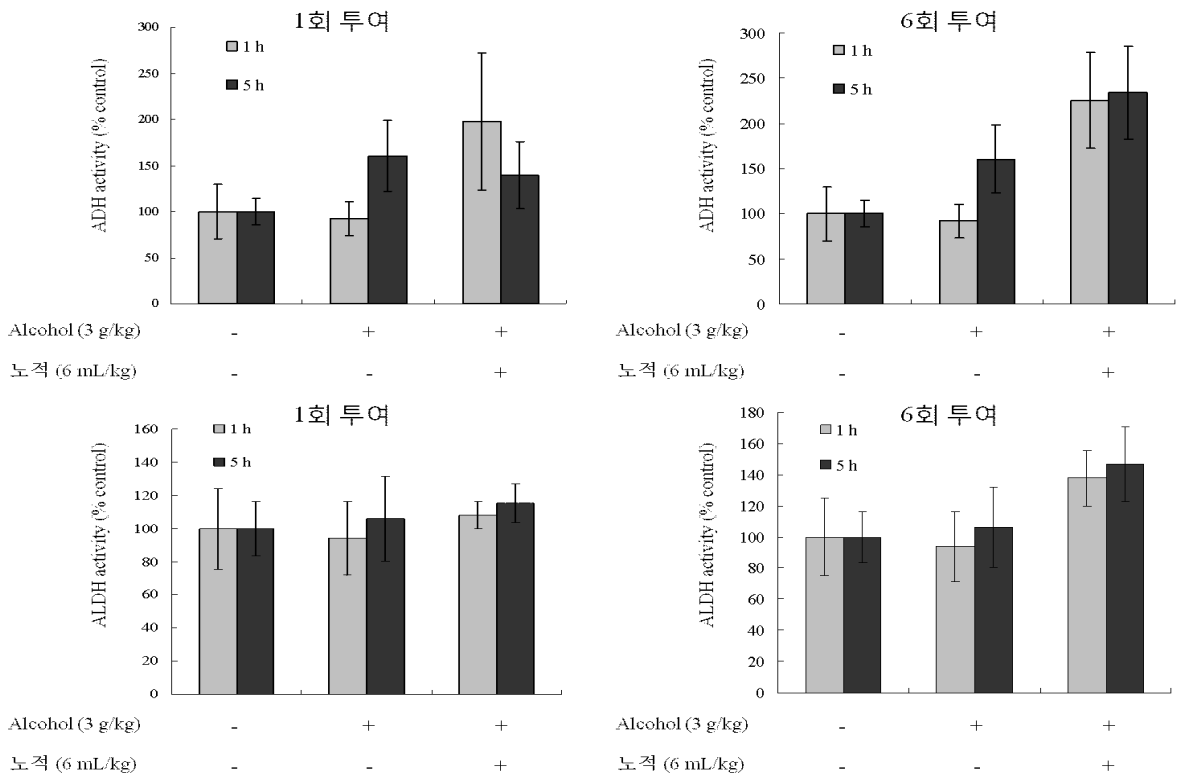 1회 투여
300
250
200
150
100
50
0
ADH activity (% control)
1 h
5 h
Alcohol (3 g/kg) - + +
노적 (6 mL/kg) - - +
6회 투여
300
250
200
150
100
50
0
ADH activity (% control)
1 h
5 h
Alcohol (3 g/kg) - + +
노적 (6 mL/kg) - - +
1회 투여
160
140
120
100
80
60
40
20
0
ALDH activity (% control)
1 h
5 h
Alcohol (3 g/kg) - + +
노적 (6 mL/kg) - - +
6회 투여
180
160
140
120
100
80
60
40
20
0
ALDH activity (% control)
1 h
5 h
Alcohol (3 g/kg) - + +
노적 (6 mL/kg) - - +